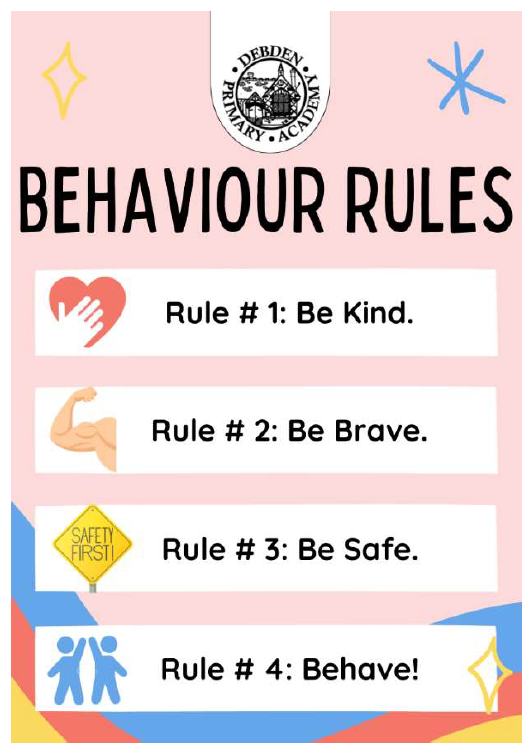 DEBDEN
PRIMARY • ACADEMY
BEHAVIOUR RULES
Rule # 1: Be Kind.
Rule # 2: Be Brave.
SAFETY
FIRST!
Rule # 3: Be Safe.
Rule # 4: Behave!